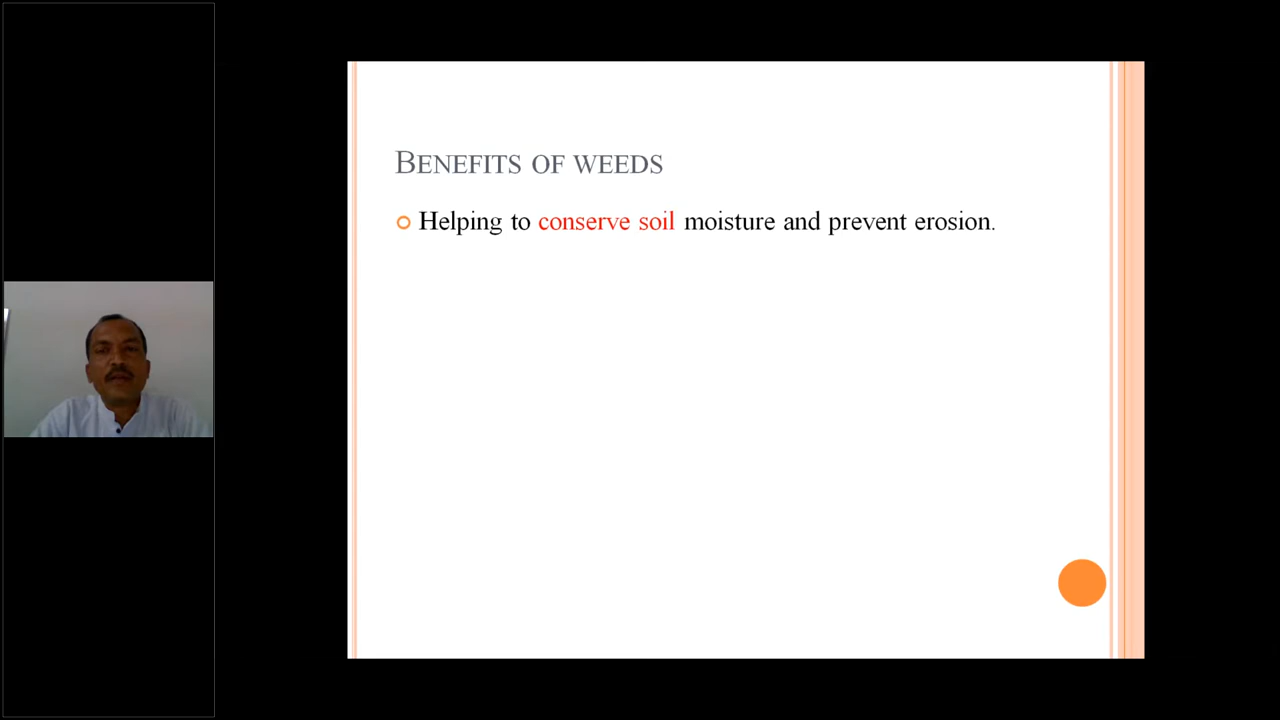 BENEFITS OF WEEDS
Helping to conserve soil moisture and prevent erosion.